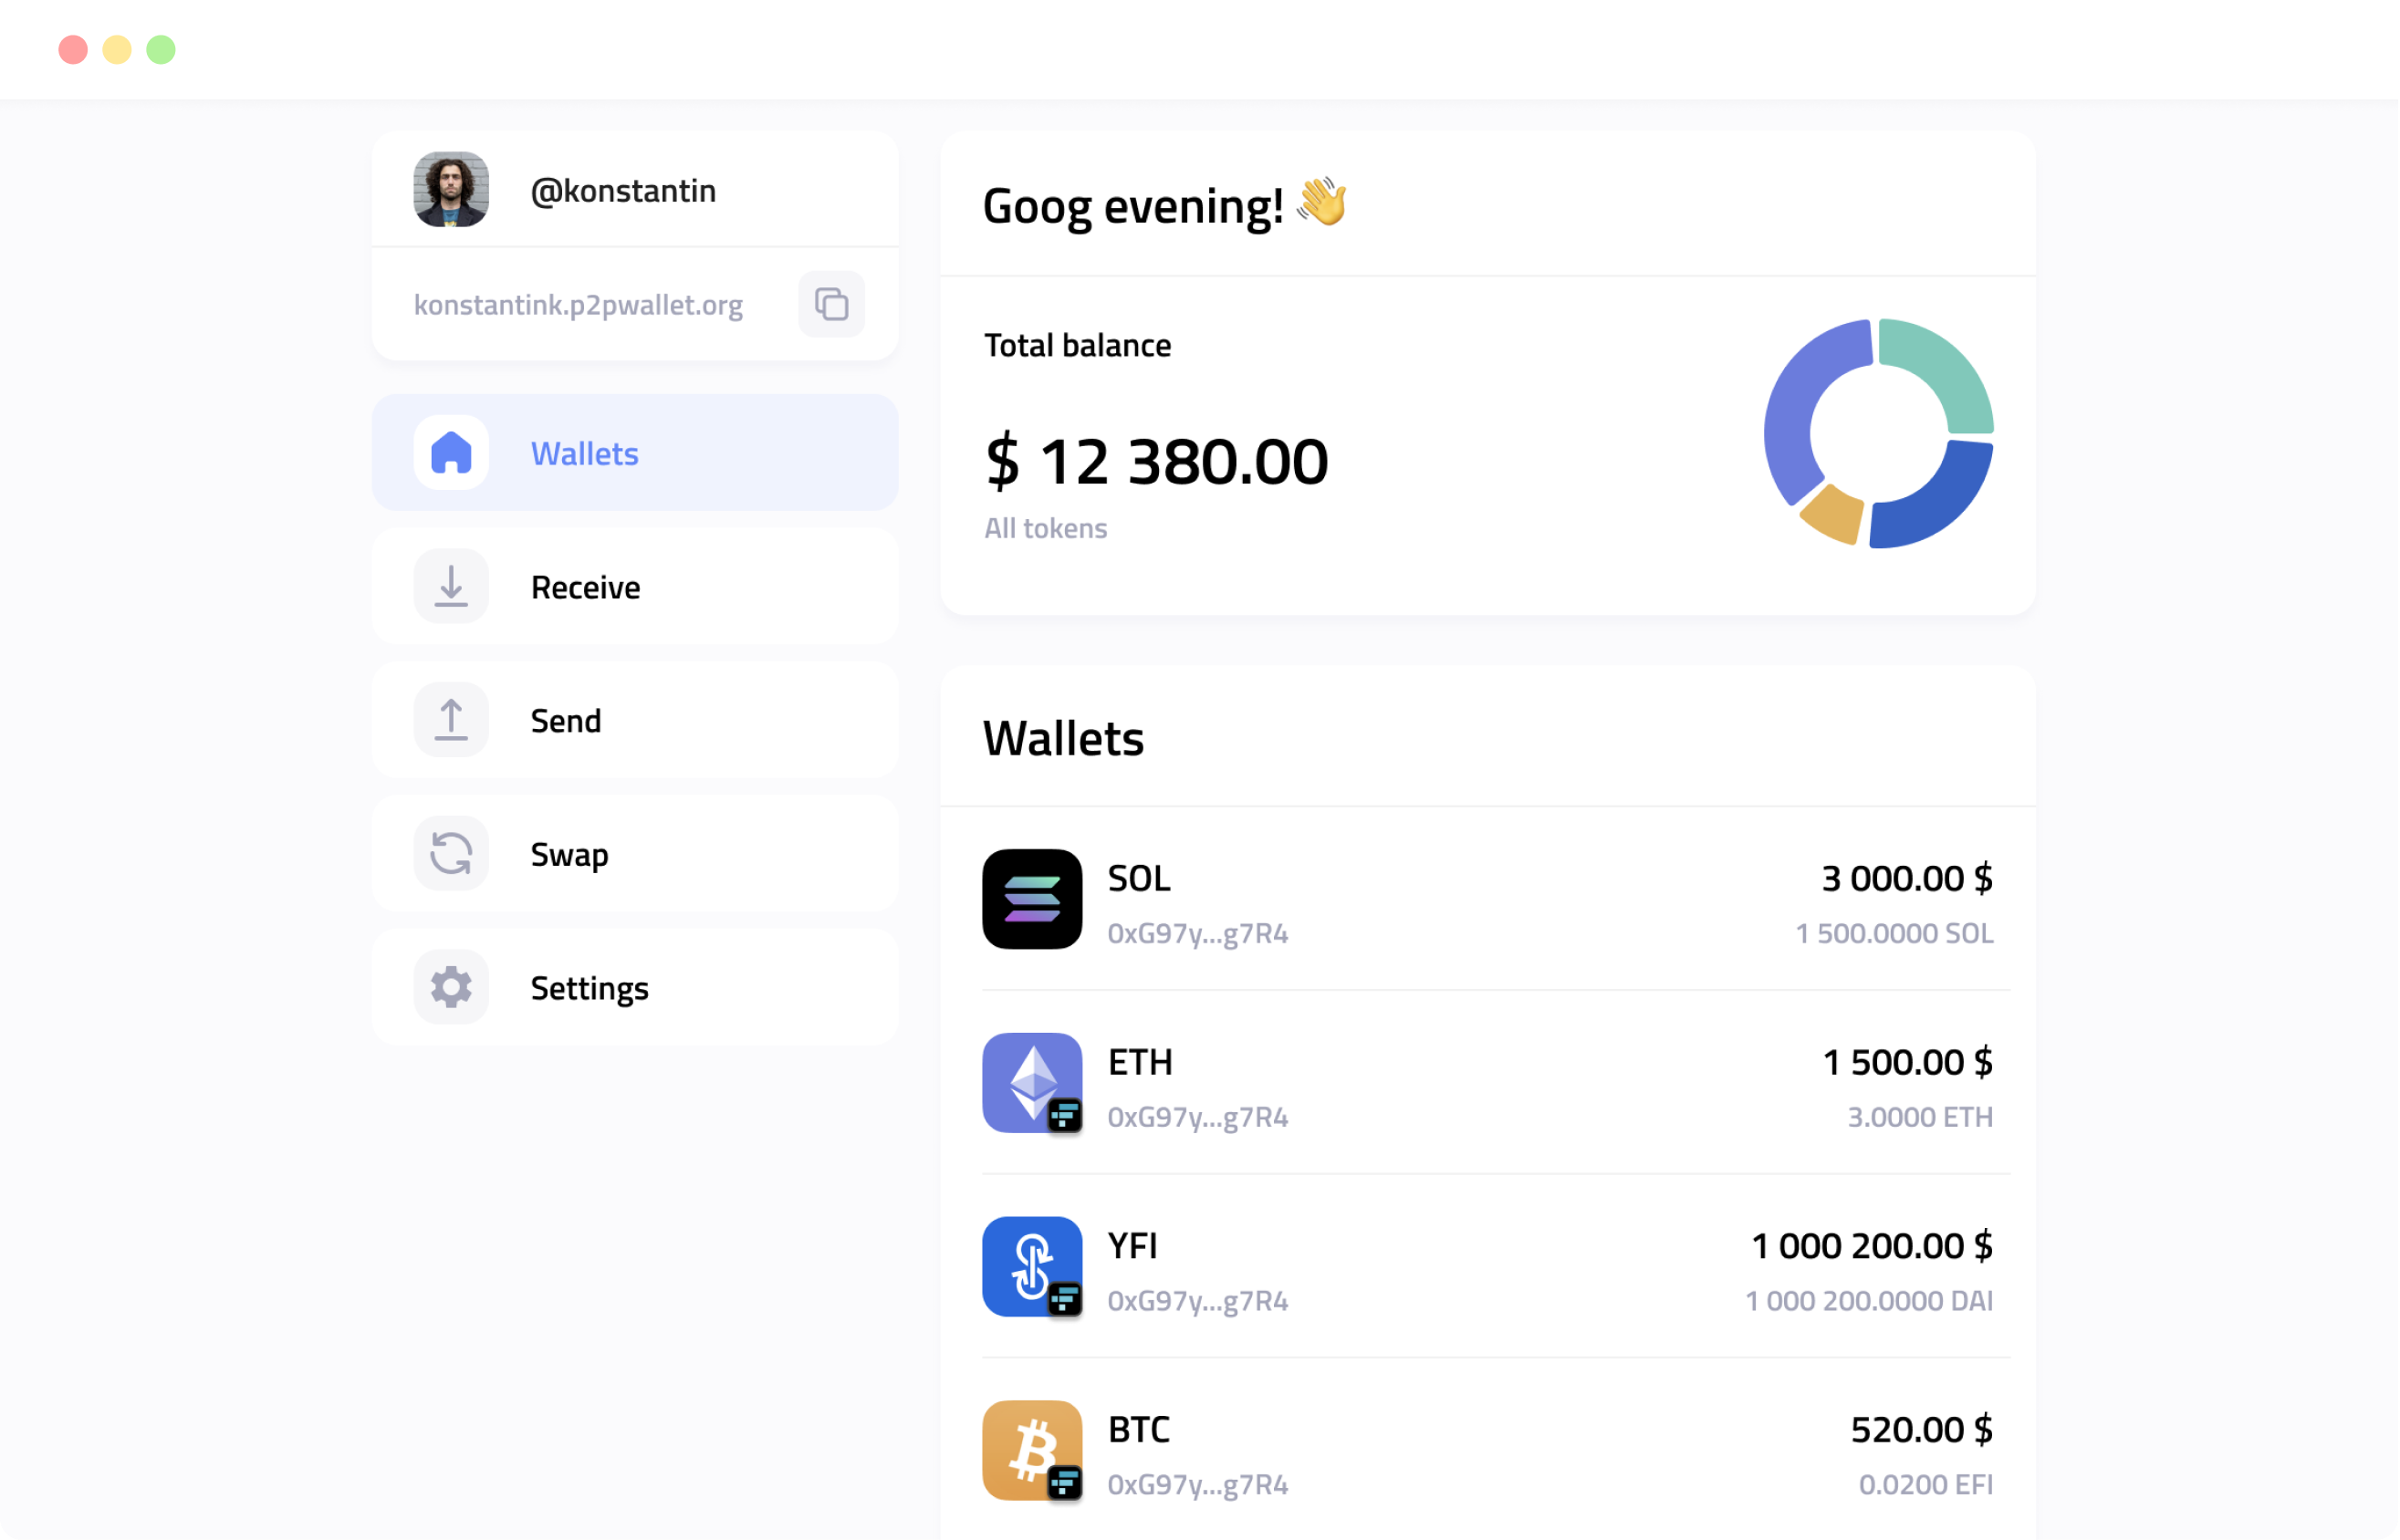 @konstantin
konstantink.p2pwallet.org
Wallets
Receive
Send
Swap
Settings
Goog evening! 👋
Total balance
$ 12 380.00
All tokens
Wallets
SOL
3 000.00 $
0xG97y...g7R4
1 500.0000 SOL
ETH
1 500.00 $
0xG97y...g7R4
3.0000 ETH
YFI
1 000 200.00 $
0xG97y...g7R4
1 000 200.0000 DAI
BTC
520.00 $
0xG97y...g7R4
0.0200 EFI